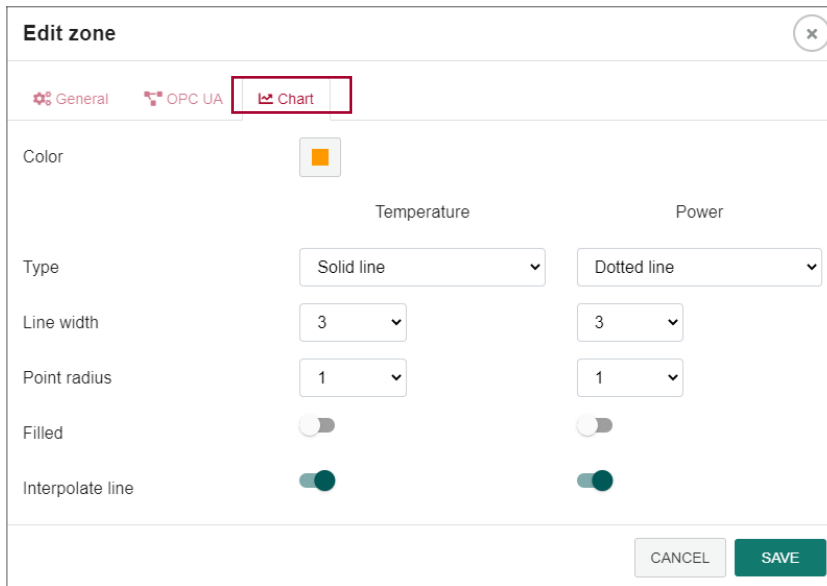 Edit zone
General OPC UA Chart
Color
Temperature Power
Type Solid line Dotted line
Line width 3 3
Point radius 1 1
Filled
Interpolate line
CANCEL SAVE